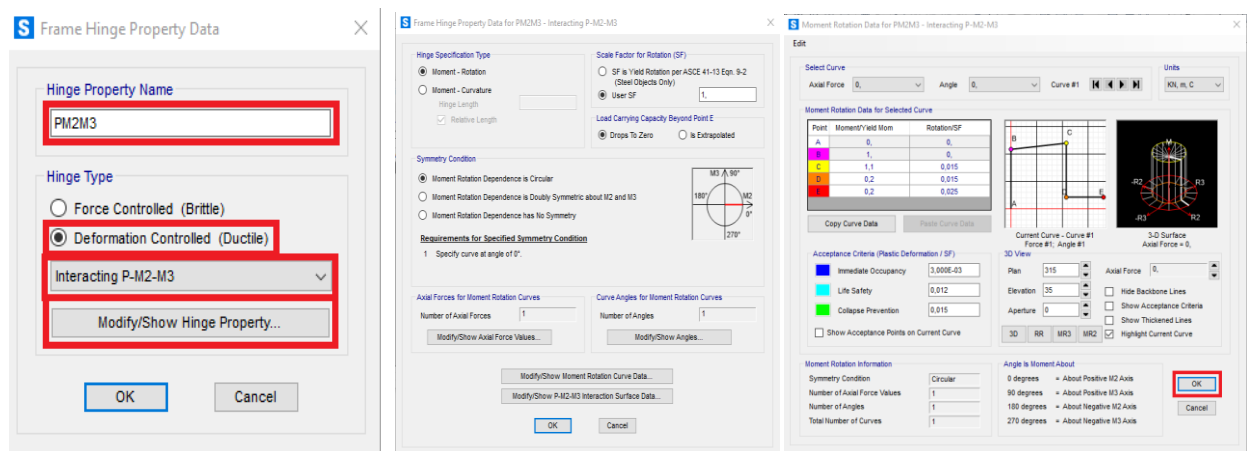 S Frame Hinge Property Data
Hinge Property Name
PM2M3
Hinge Type
Force Controlled (Brittle)
Deformation Controlled (Ductile)
Interacting P-M2-M3
Modify/Show Hinge Property...
OK Cancel
S Frame Hinge Property Data for PM2M3 - Interacting P-M2-M3
Hinge Specification Type
Moment - Rotation
Moment - Curvature
Hinge Length
Relative Length
Scale Factor for Rotation (SF)
SF is Yield Rotation per ASCE 41-13 Eqn. 9-2
(Steel Objects Only)
User SF 1,
Load Carrying Capacity Beyond Point E
Drops To Zero Is Extrapolated
Symmetry Condition
Moment Rotation Dependence is Circular
Moment Rotation Dependence is Doubly Symmetric about M2 and M3
Moment Rotation Dependence has No Symmetry
Requirements for Specified Symmetry Condition
1 Specify curve at angle of 0°.
M3 90°
180° M2
0°
270°
Axial Forces for Moment Rotation Curves
Number of Axial Forces 1
Modify/Show Axial Force Values...
Curve Angles for Moment Rotation Curves
Number of Angles 1
Modify/Show Angles...
Modify/Show Moment Rotation Curve Data...
Modify/Show P-M2-M3 Interaction Surface Data...
OK Cancel
S Moment Rotation Data for PM2M3 - Interacting P-M2-M3
Edit
Select Curve
Axial Force 0, Angle 0, Curve #1
Units
KN, m, C
Moment Rotation Data for Selected Curve
Point Moment/Yield Mom Rotation/SF
A 0, 0,
B 1, 0,
C 1,1 0,015
D 0,2 0,015
E 0,2 0,025
Copy Curve Data Paste Curve Data
A
B
C
D
E
Current Curve - Curve #1
Force #1; Angle #1
M
-R2 R3
-R3 R2
3-D Surface
Axial Force = 0,
Acceptance Criteria (Plastic Deformation / SF)
Immediate Occupancy 3,000E-03
Life Safety 0,012
Collapse Prevention 0,015
Show Acceptance Points on Current Curve
3D View
Plan 315
Elevation 35
Aperture 0
3D RR MR3 MR2
Axial Force 0,
Hide Backbone Lines
Show Acceptance Criteria
Show Thickened Lines
Highlight Current Curve
Moment Rotation Information
Symmetry Condition Circular
Number of Axial Force Values 1
Number of Angles 1
Total Number of Curves 1
Angle Is Moment About
0 degrees = About Positive M2 Axis
90 degrees = About Positive M3 Axis
180 degrees = About Negative M2 Axis
270 degrees = About Negative M3 Axis
OK
Cancel